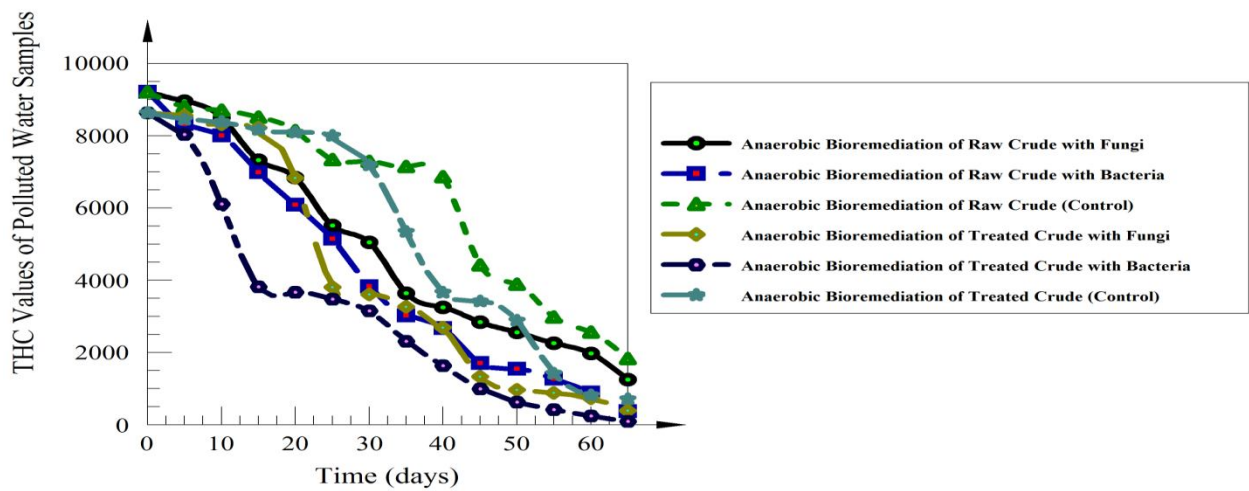 THC Values of Polluted Water Samples
10000
8000
6000
4000
2000
0
0 10 20 30 40 50 60
Time (days)
Anaerobic Bioremediation of Raw Crude with Fungi
Anaerobic Bioremediation of Raw Crude with Bacteria
Anaerobic Bioremediation of Raw Crude (Control)
Anaerobic Bioremediation of Treated Crude with Fungi
Anaerobic Bioremediation of Treated Crude with Bacteria
Anaerobic Bioremediation of Treated Crude (Control)